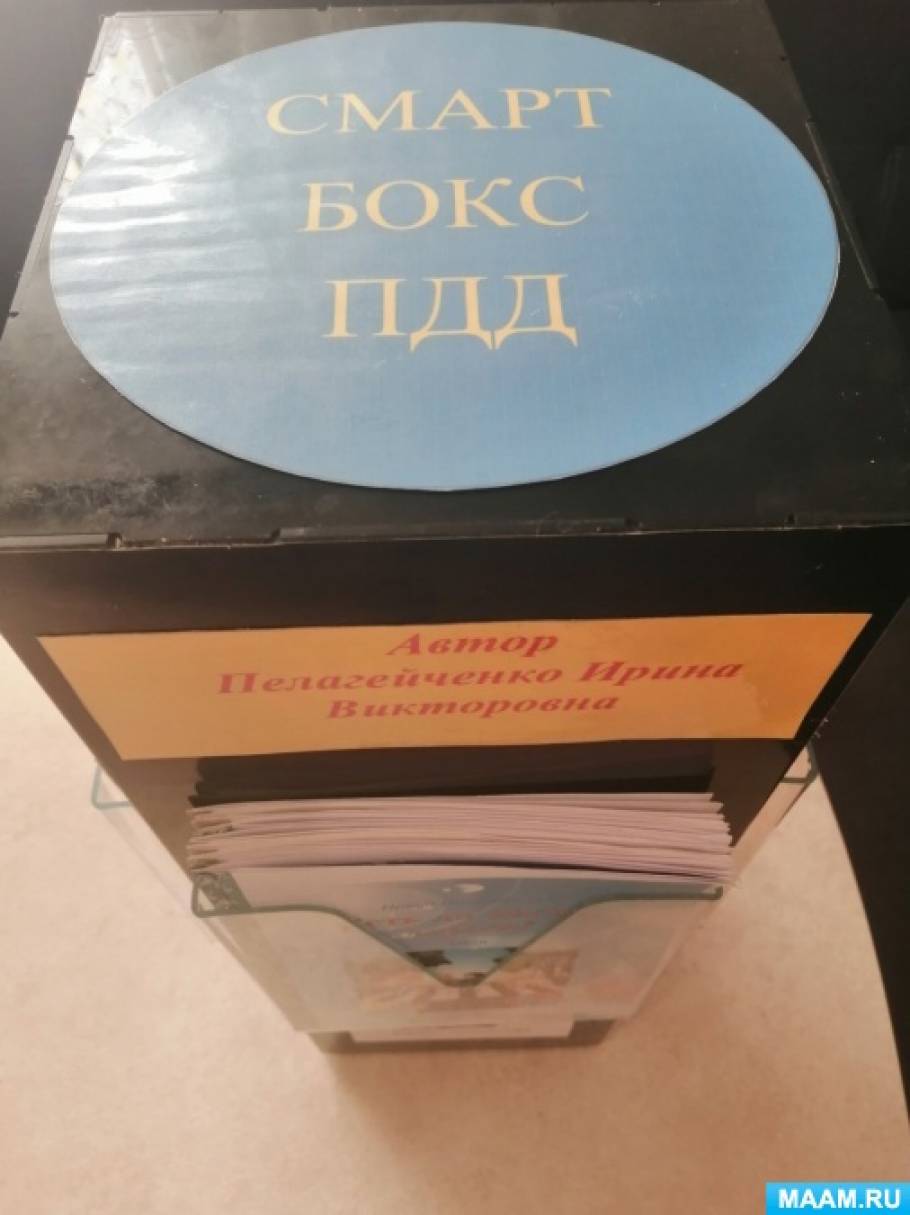 СМАРТ
БОКС
ПДД
Автор
Пелагейченко Ирина
Викторовна
MAAM.RU